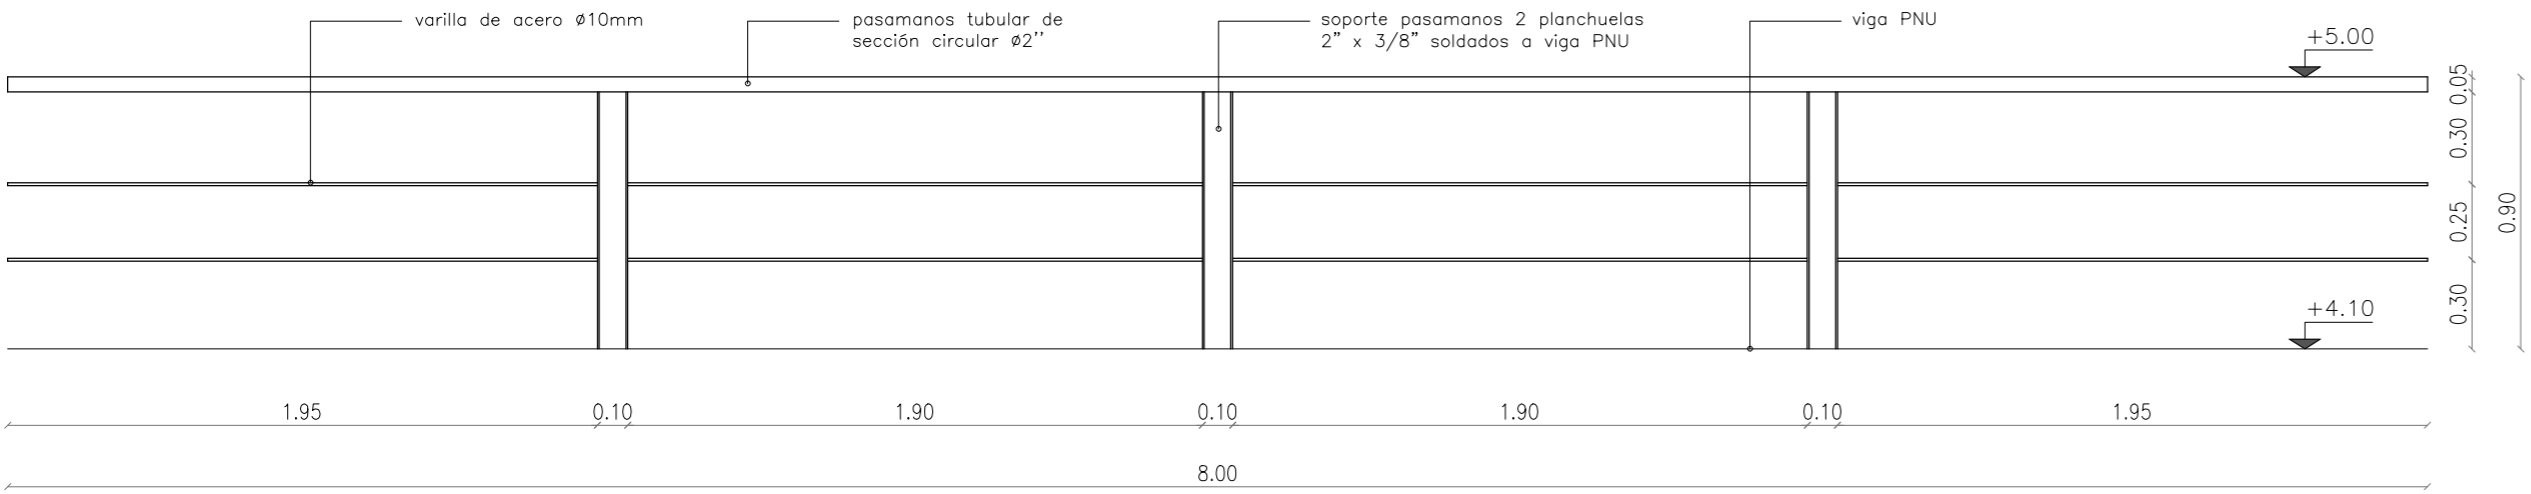 varilla de acero ø10mm
pasamanos tubular de
sección circular ø2''
soporte pasamanos 2 planchuelas
2" x 3/8" soldados a viga PNU
viga PNU
+5.00
0.05
0.30
0.25
0.90
0.30
+4.10
1.95
0.10
1.90
0.10
1.90
0.10
1.95
8.00